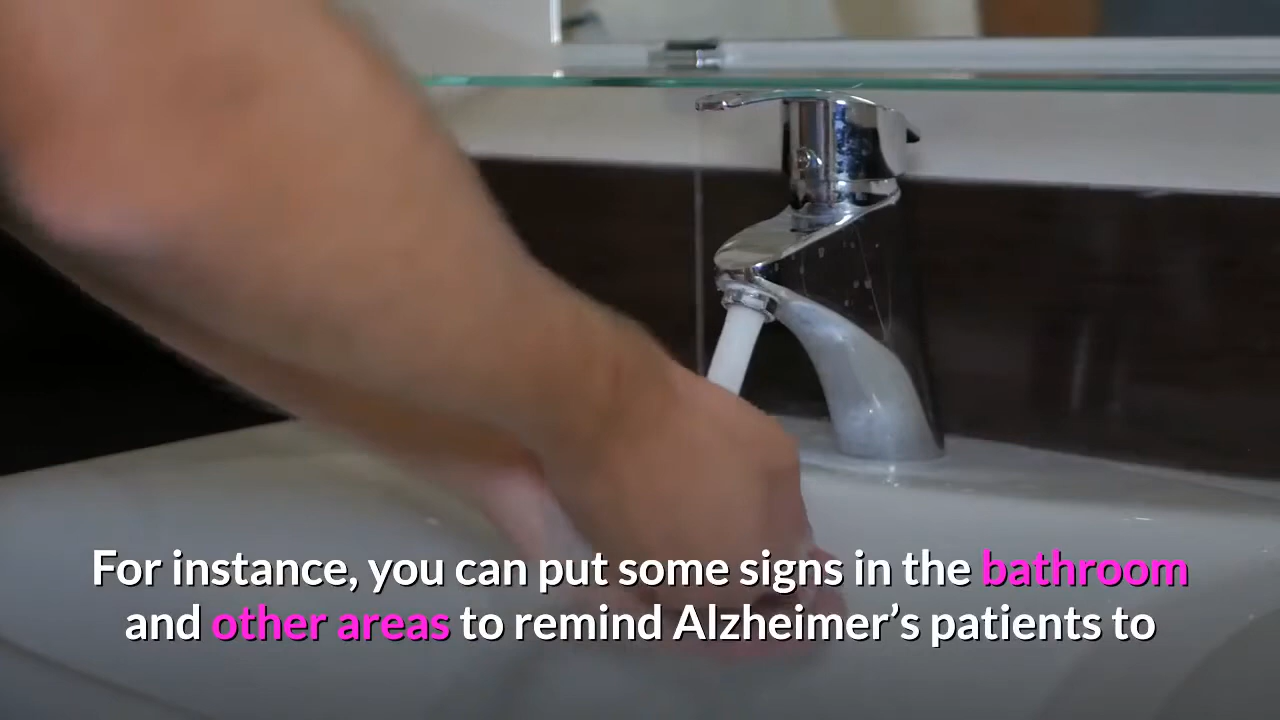 For instance, you can put some signs in the bathroom
and other areas to remind Alzheimer’s patients to